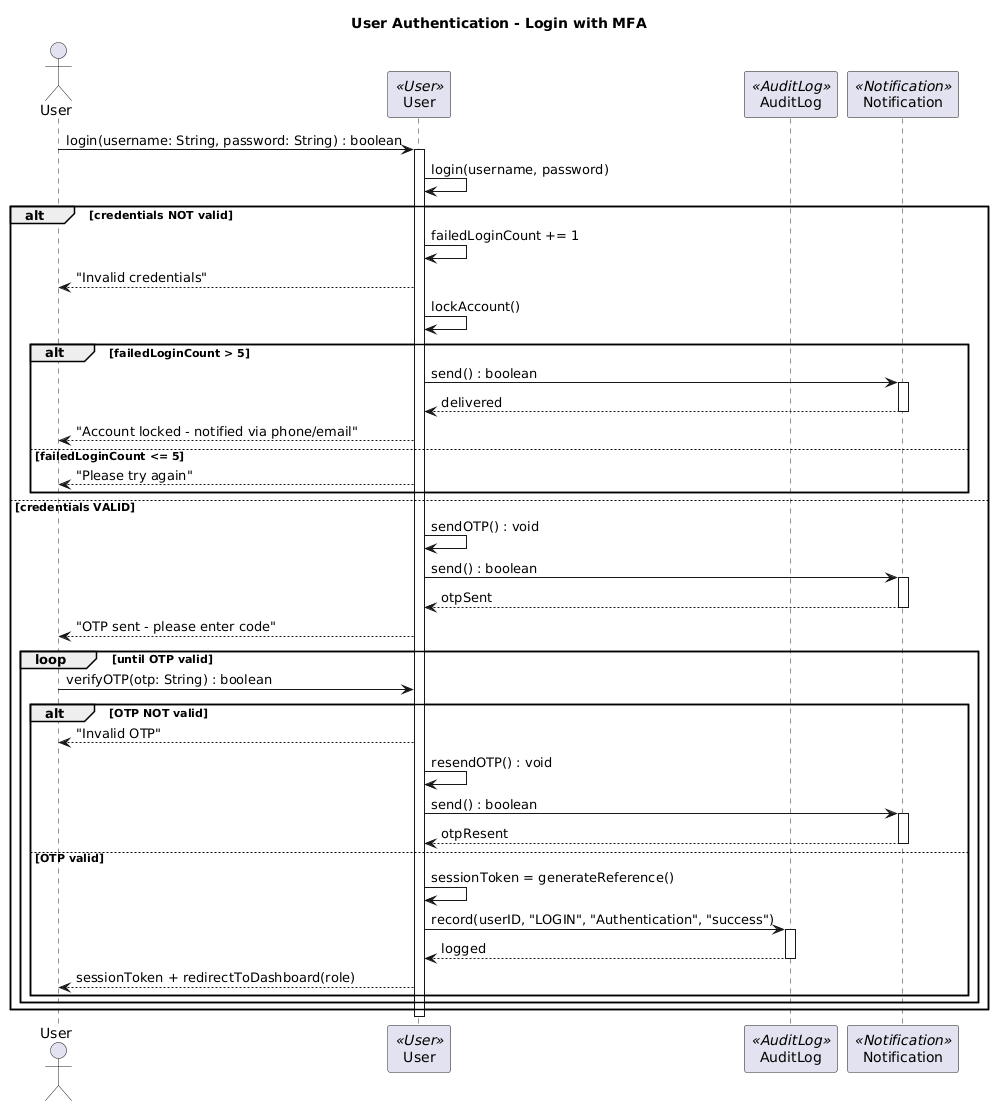 User Authentication - Login with MFA
User
«User»
User
«AuditLog»
AuditLog
«Notification»
Notification
login(username: String, password: String) : boolean
login(username, password)
alt [credentials NOT valid]
failedLoginCount += 1
"Invalid credentials"
lockAccount()
alt [failedLoginCount > 5]
send() : boolean
delivered
"Account locked - notified via phone/email"
[failedLoginCount <= 5]
"Please try again"
[credentials VALID]
sendOTP() : void
send() : boolean
otpSent
"OTP sent - please enter code"
loop [until OTP valid]
verifyOTP(otp: String) : boolean
alt [OTP NOT valid]
"Invalid OTP"
resendOTP() : void
send() : boolean
otpResent
[OTP valid]
sessionToken = generateReference()
record(userID, "LOGIN", "Authentication", "success")
logged
sessionToken + redirectToDashboard(role)
User
«User»
User
«AuditLog»
AuditLog
«Notification»
Notification